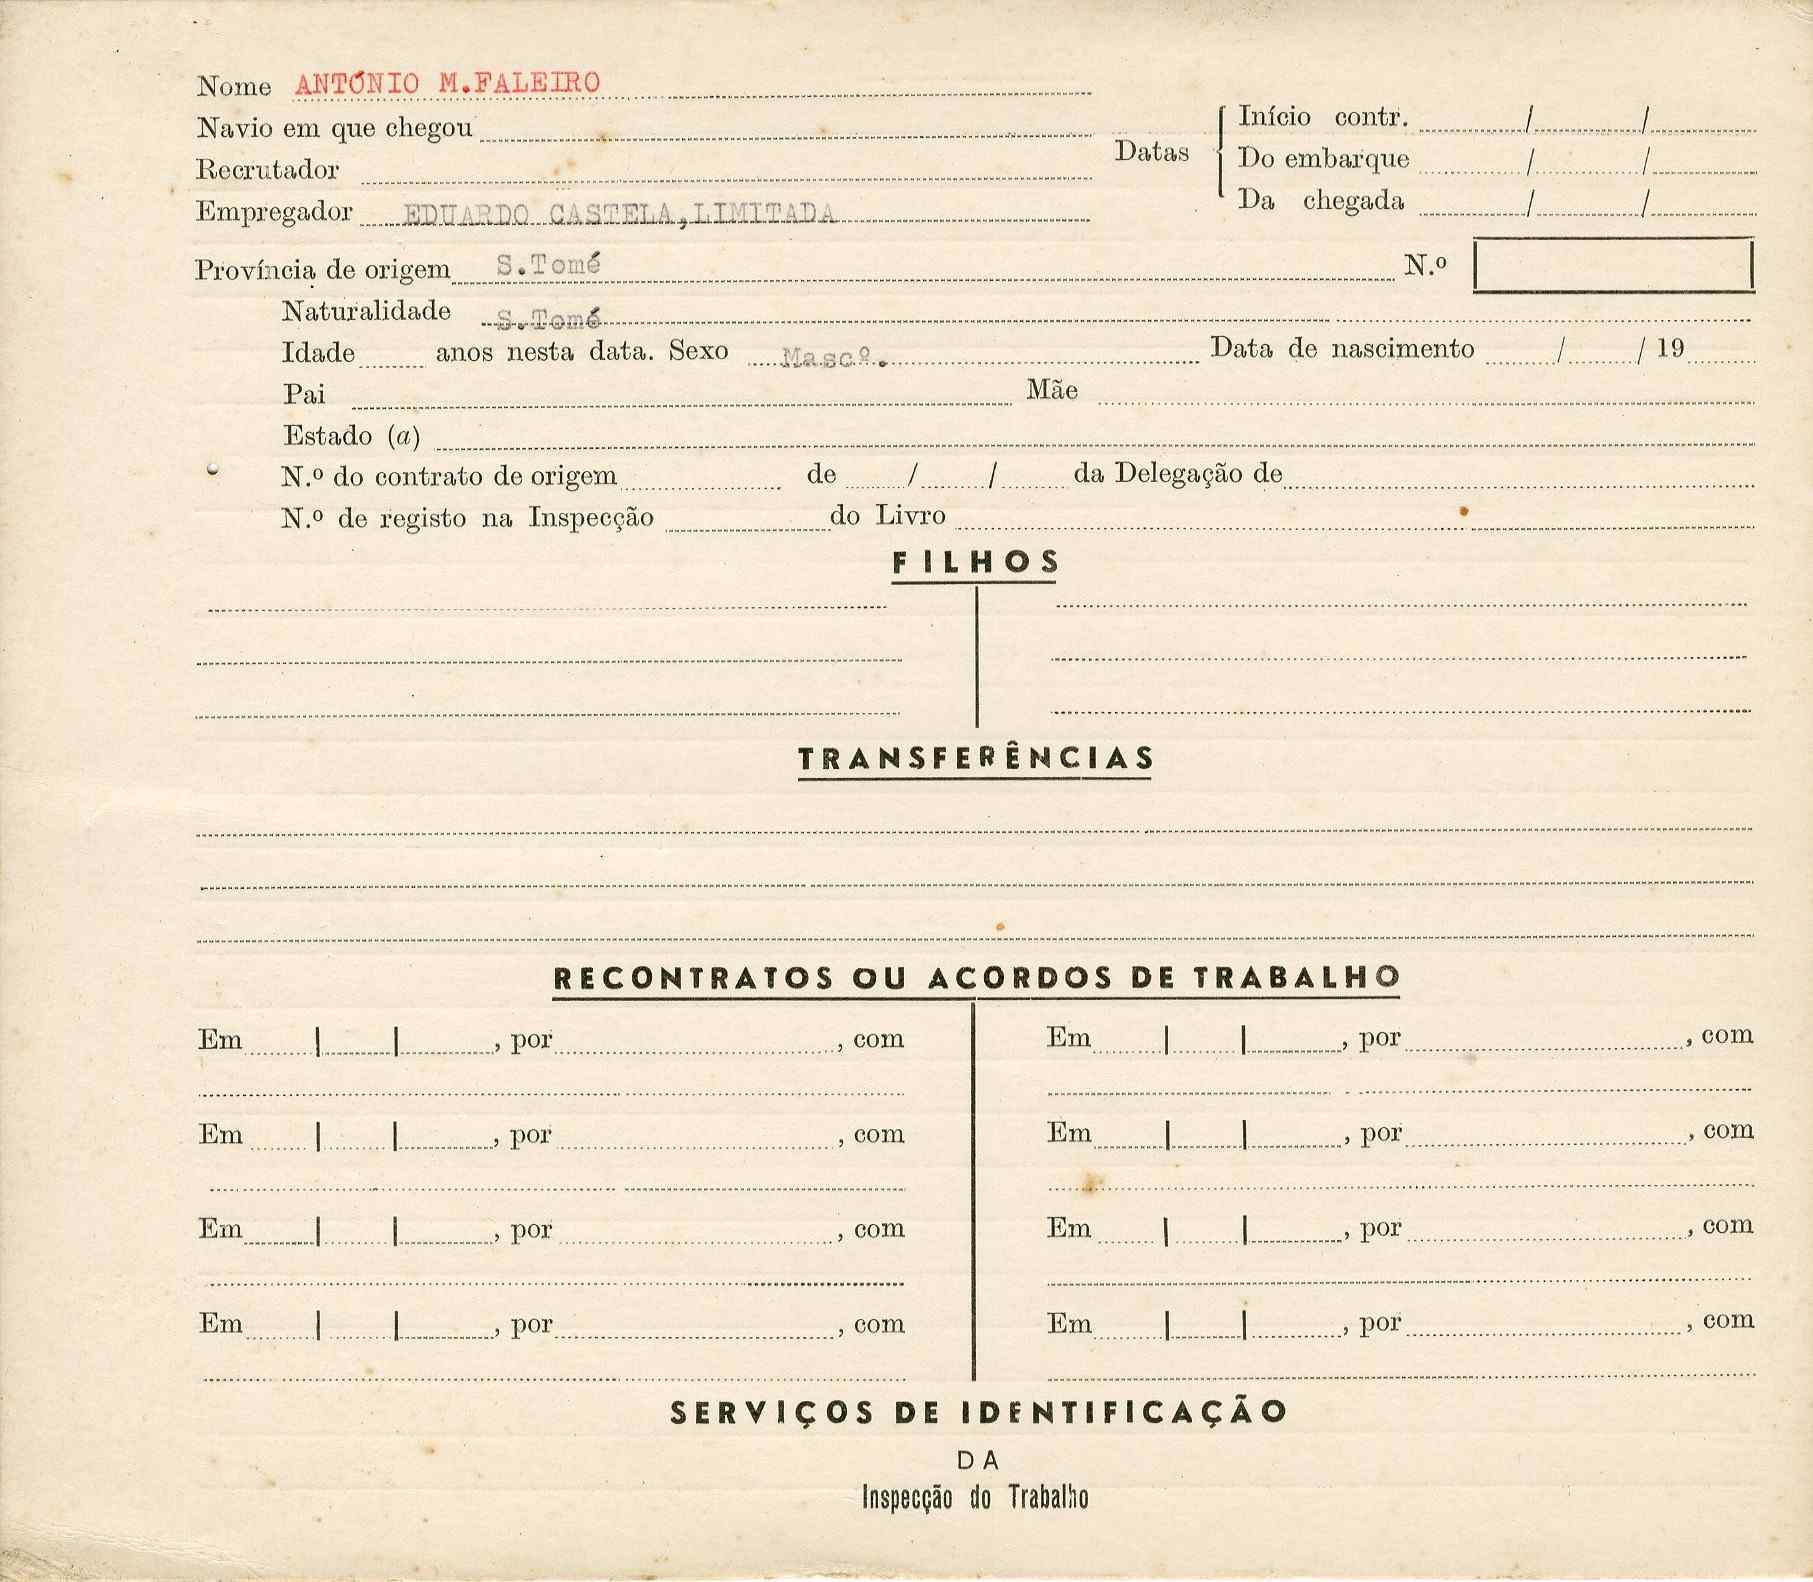 Nome ANTÓNIO M.FALEIRO
Navio em que chegou
Recrutador
Empregador EDUARDO CASTELA,LIMITADA
Datas
Início contr. / /
Do embarque / /
Da chegada / /
Província de origem S.Tomé N.º
Naturalidade S.Tomé
Idade anos nesta data. Sexo Mascº. Data de nascimento / / 19
Pai Mãe
Estado (a)
N.º do contrato de origem de / / da Delegação de
N.º de registo na Inspecção do Livro
FILHOS
TRANSFERÊNCIAS
RECONTRATOS OU ACORDOS DE TRABALHO
Em | | , por , com Em | | , por , com
Em | | , por , com Em | | , por , com
Em | | , por , com Em | | , por , com
Em | | , por , com Em | | , por , com
SERVIÇOS DE IDENTIFICAÇÃO
DA
Inspecção do Trabalho